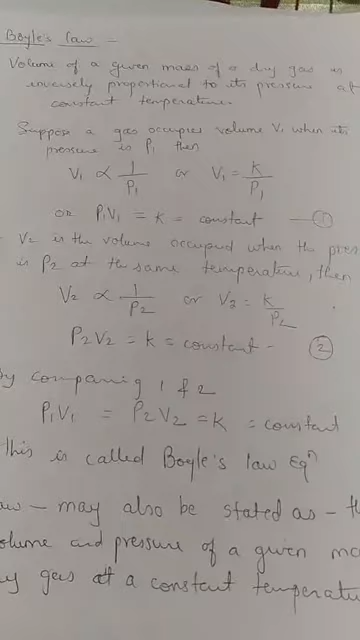 Boyle's law –
Volume of a given mass of a dry gas is
inversely proportional to its pressure at
constant temperature.
Suppose a gas occupies volume V₁ when its
pressure is P₁ then
V₁ ∝ 1/P₁ or V₁ = K/P₁
or P₁V₁ = K = constant — ①
V₂ is the volume occupied when the pres
is P₂ at the same temperature, then
V₂ ∝ 1/P₂ or V₂ = K/P₂
P₂V₂ = K = constant – ②
by comparing 1 & 2
P₁V₁ = P₂V₂ = K = constant
This is called Boyle's law Eqⁿ
law – may also be stated as – th
volume and pressure of a given ma
dry gas at a constant temperatu